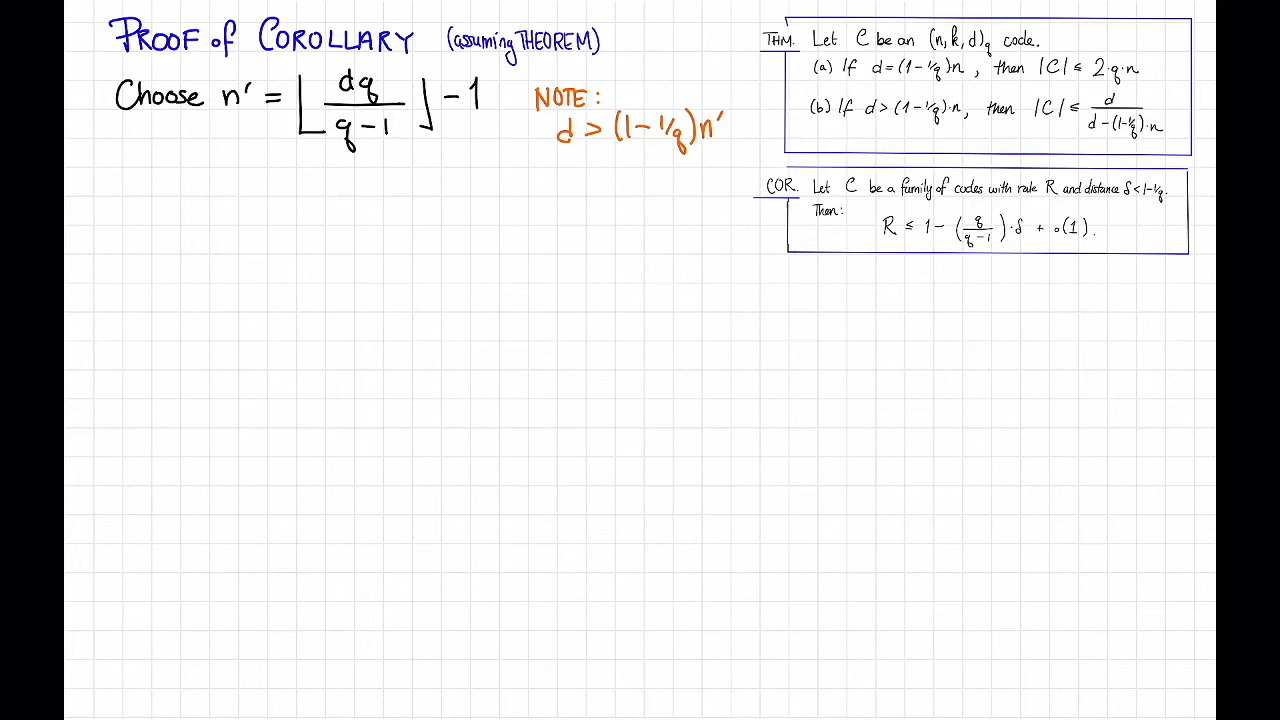 PROOF of COROLLARY (assuming THEOREM)
Choose n' = ⌊ dq / (q-1) ⌋ - 1
NOTE:
d > (1-1/q)n'
THM. Let C be an (n,k,d)_q code.
(a) If d=(1-1/q)n, then |C| ≤ 2·q·n
(b) If d>(1-1/q)·n, then |C| ≤ d / (d-(1-1/q)·n)
COR. Let C be a family of codes with rate R and distance δ<1-1/q.
Then:
R ≤ 1 - (q/(q-1))·δ + o(1).